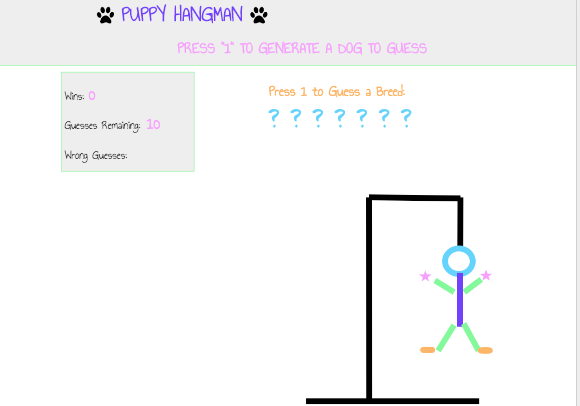 PUPPY HANGMAN
PRESS "1" TO GENERATE A DOG TO GUESS
Wins: 0
Guesses Remaining: 10
Wrong Guesses:
Press 1 to Guess a Breed:
? ? ? ? ? ? ?